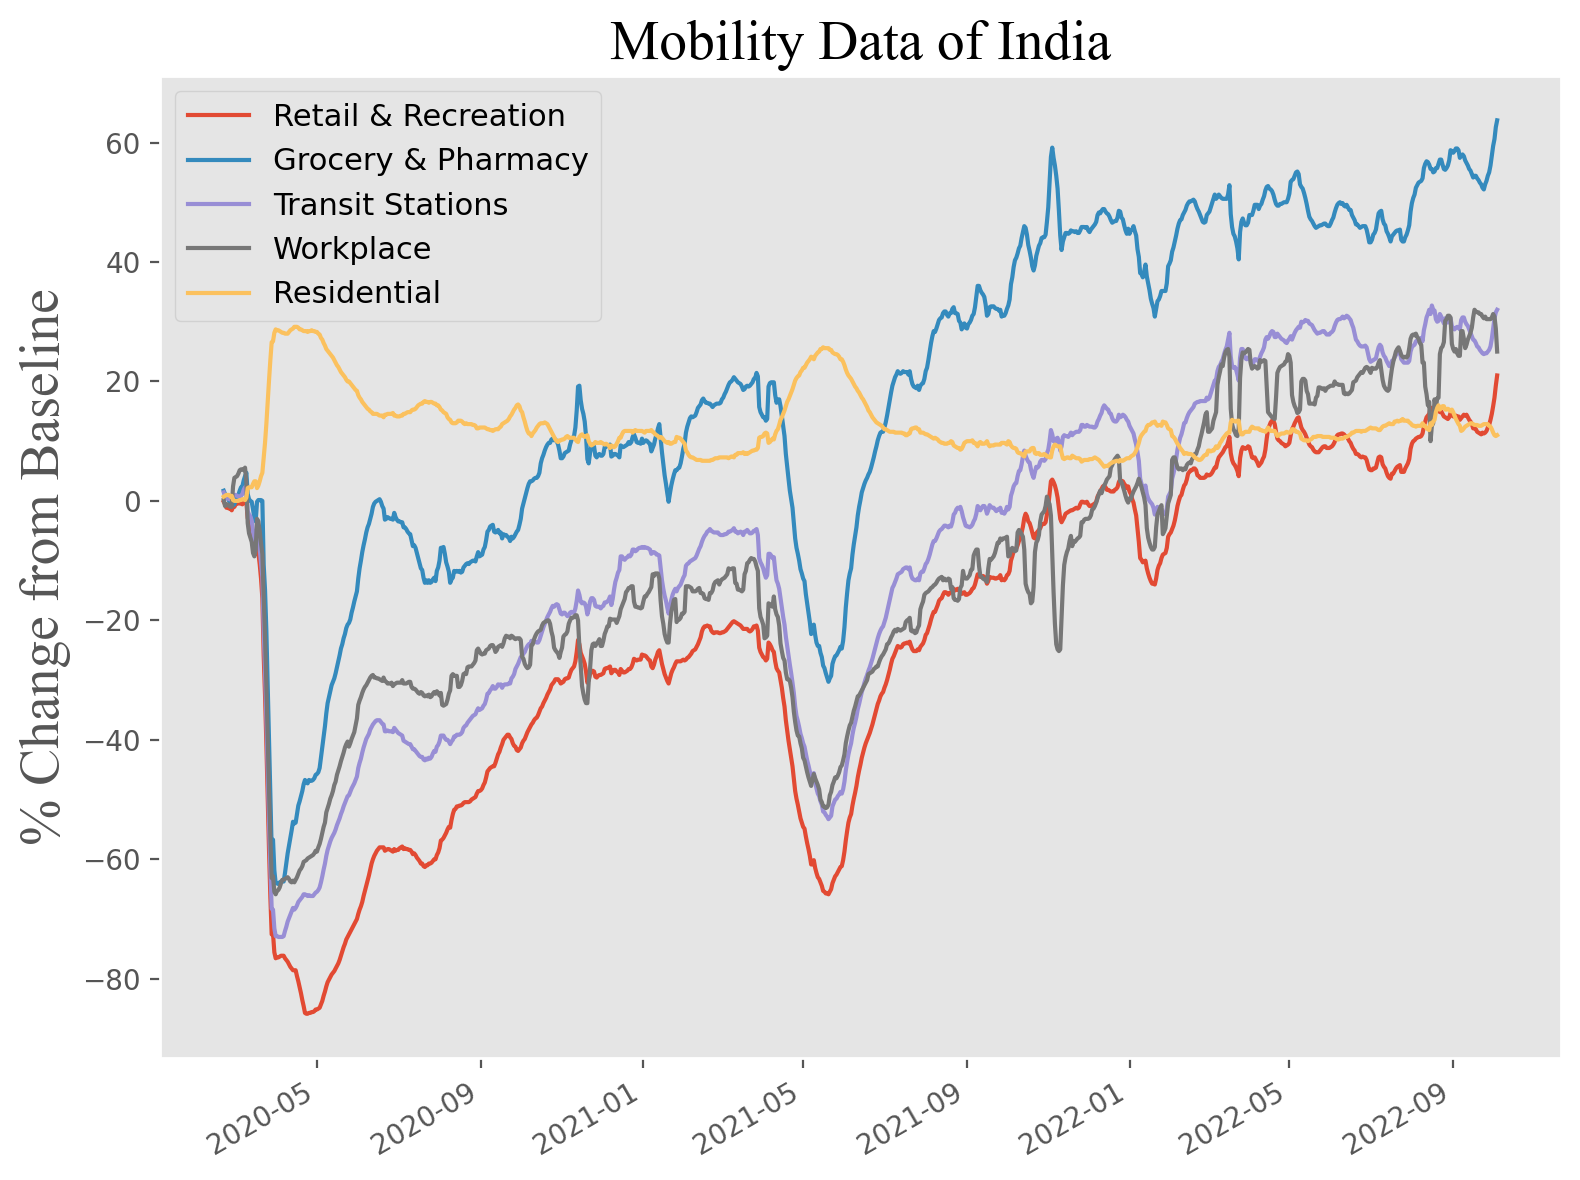 Mobility Data of India
Retail & Recreation
Grocery & Pharmacy
Transit Stations
Workplace
Residential
% Change from Baseline
60
40
20
0
−20
−40
−60
−80
2020-05
2020-09
2021-01
2021-05
2021-09
2022-01
2022-05
2022-09